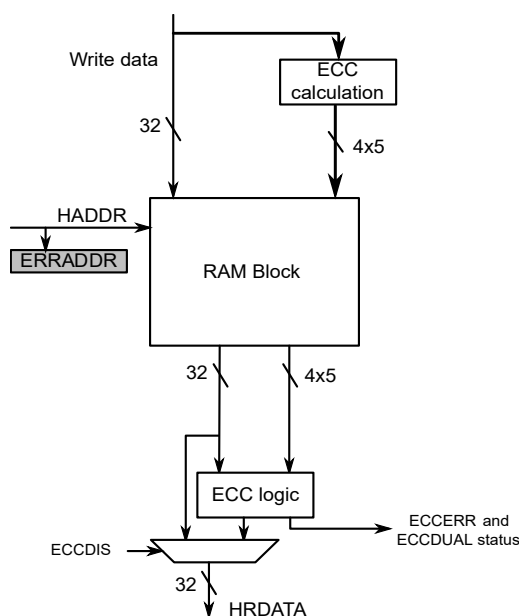 Write data
ECC
calculation
32
4x5
HADDR
ERRADDR
RAM Block
32
4x5
ECC logic
ECCERR and
ECCDUAL status
ECCDIS
32
HRDATA